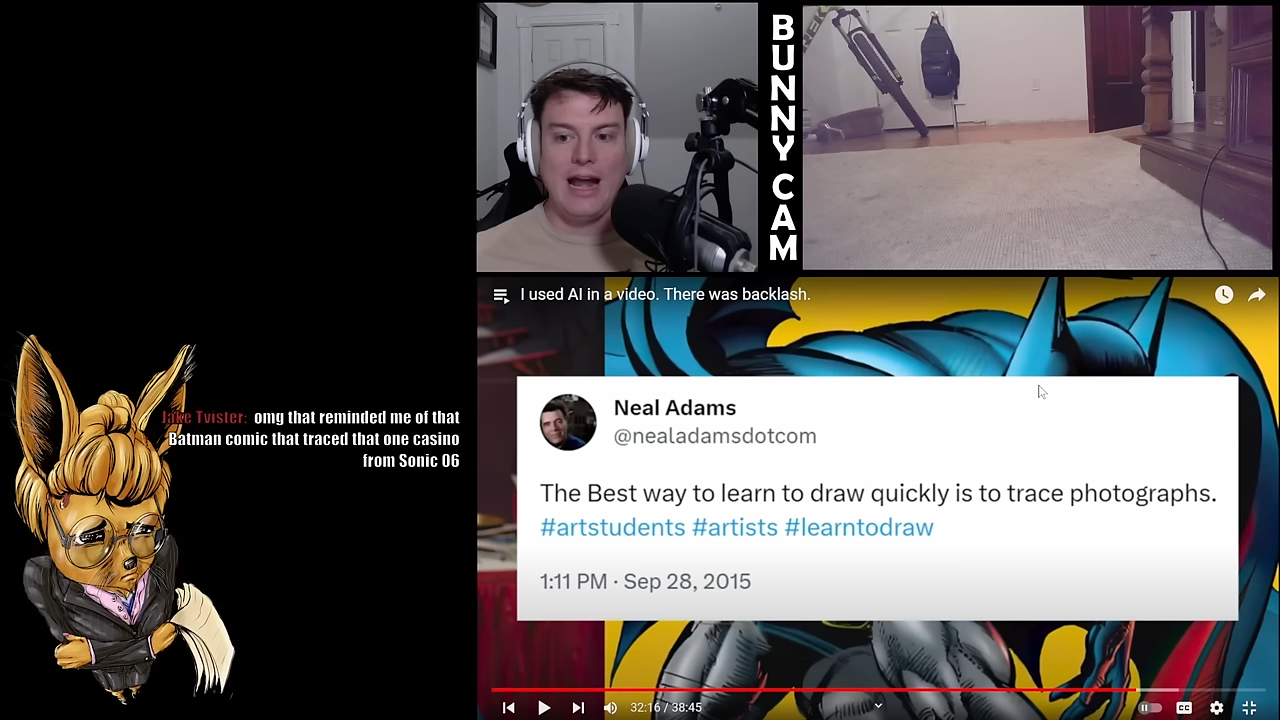 BUNNY CAM
I used AI in a video. There was backlash.
Jake Tvister: omg that reminded me of that
Batman comic that traced that one casino
from Sonic 06
Neal Adams
@nealadamsdotcom
The Best way to learn to draw quickly is to trace photographs.
#artstudents #artists #learntodraw
1:11 PM · Sep 28, 2015
32:16 / 38:45
CC